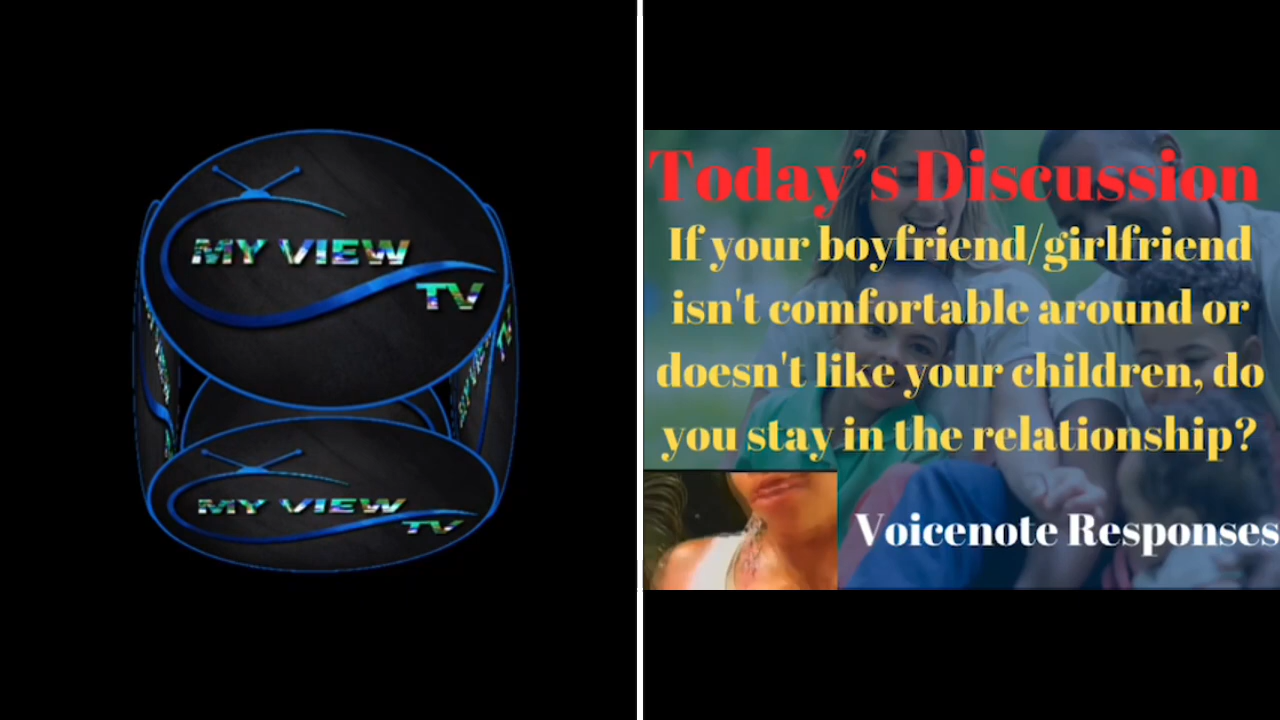 MY VIEW
TV
MY VIEW
TV
Today's Discussion
If your boyfriend/girlfriend
isn't comfortable around or
doesn't like your children, do
you stay in the relationship?
Voicenote Responses